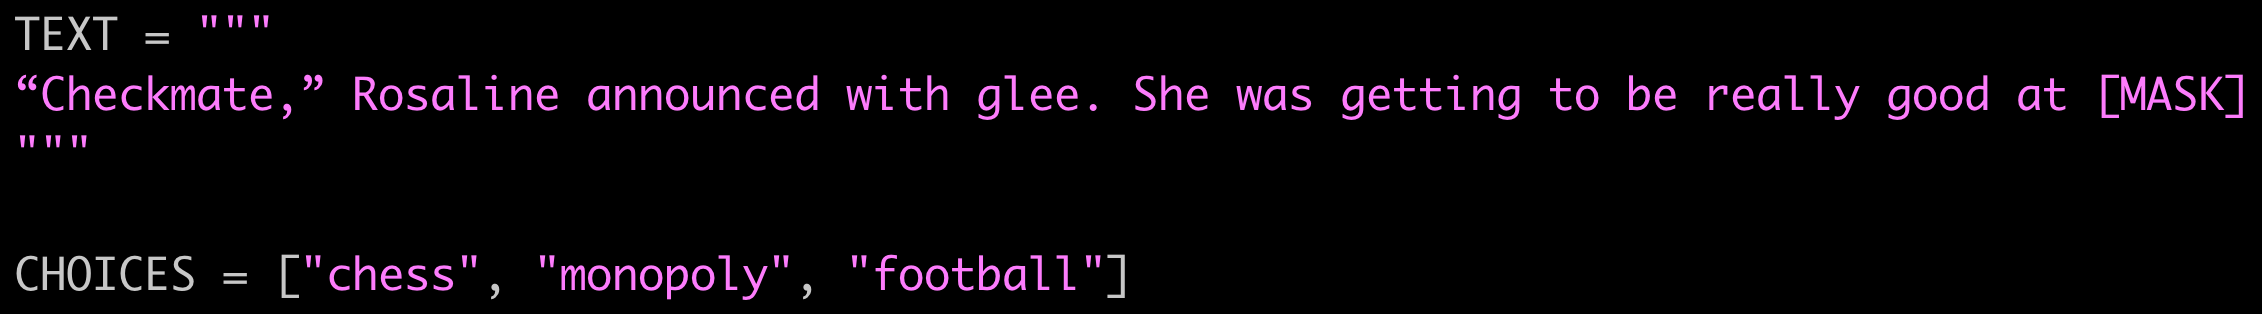 TEXT = """
“Checkmate,” Rosaline announced with glee. She was getting to be really good at [MASK]
"""
CHOICES = ["chess", "monopoly", "football"]